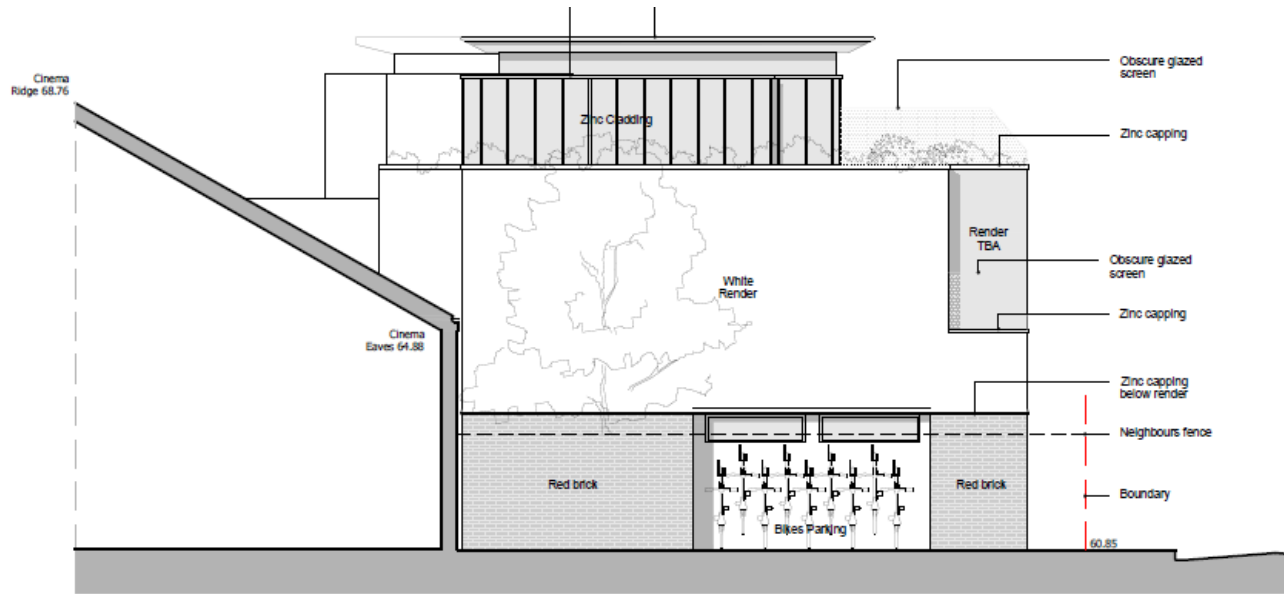 Cinema
Ridge 68.76
Zinc Cladding
Obscure glazed
screen
Zinc capping
Render
TBA
Obscure glazed
screen
White
Render
Zinc capping
Cinema
Eaves 64.88
Zinc capping
below render
Neighbours fence
Red brick
Red brick
Boundary
Bikes Parking
60.85